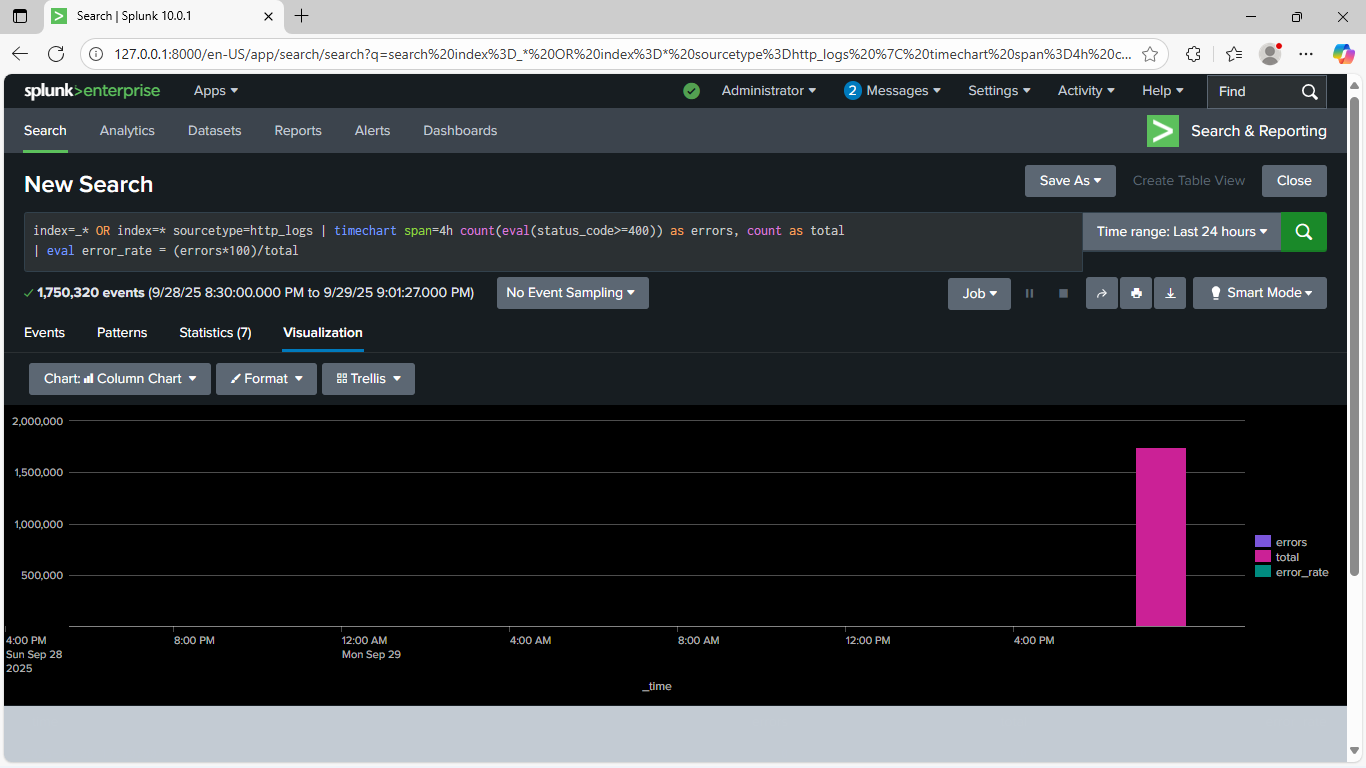 Search | Splunk 10.0.1
127.0.0.1:8000/en-US/app/search/search?q=search%20index%3D_*%20OR%20index%3D*%20sourcetype%3Dhttp_logs%20%7C%20timechart%20span%3D4h%20c...
splunk>enterprise Apps Administrator 2 Messages Settings Activity Help Find
Search Analytics Datasets Reports Alerts Dashboards Search & Reporting
New Search Save As Create Table View Close
index=_* OR index=* sourcetype=http_logs | timechart span=4h count(eval(status_code>=400)) as errors, count as total
| eval error_rate = (errors*100)/total
Time range: Last 24 hours
1,750,320 events (9/28/25 8:30:00.000 PM to 9/29/25 9:01:27.000 PM) No Event Sampling Job Smart Mode
Events Patterns Statistics (7) Visualization
Chart: Column Chart Format Trellis
2,000,000
1,500,000
1,000,000
500,000
errors
total
error_rate
4:00 PM 8:00 PM 12:00 AM 4:00 AM 8:00 AM 12:00 PM 4:00 PM
Sun Sep 28 Mon Sep 29
2025
_time